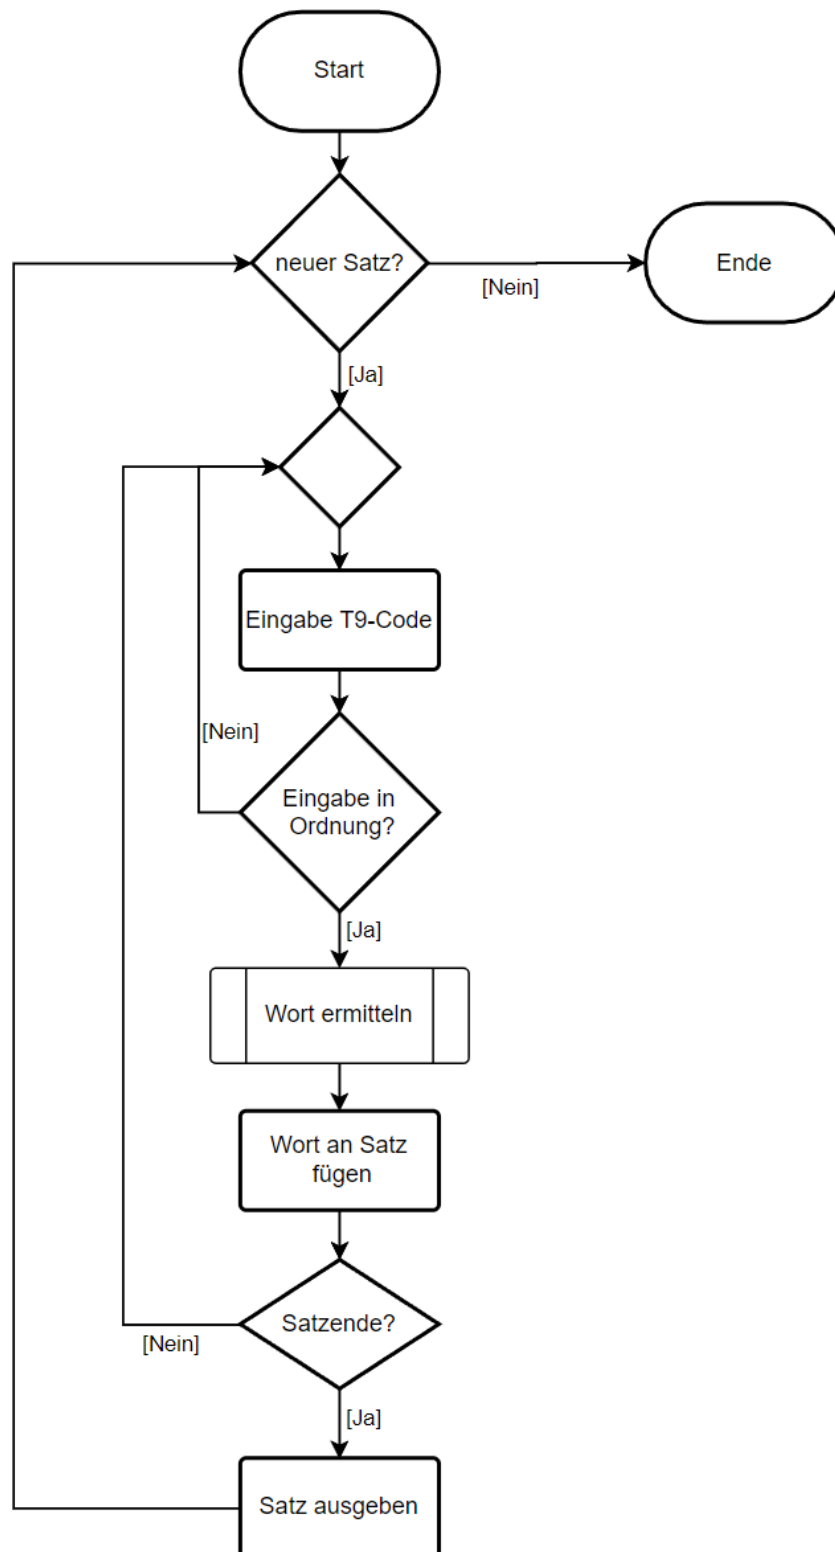 Start
neuer Satz?
[Nein]
Ende
[Ja]
Eingabe T9-Code
[Nein]
Eingabe in
Ordnung?
[Ja]
Wort ermitteln
Wort an Satz
fügen
Satzende?
[Nein]
[Ja]
Satz ausgeben